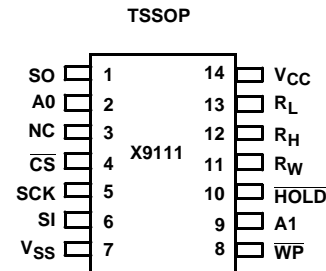 TSSOP
SO 1 14 VCC
A0 2 13 RL
NC 3 12 RH
X9111
CS 4 11 RW
SCK 5 10 HOLD
SI 6 9 A1
VSS 7 8 WP